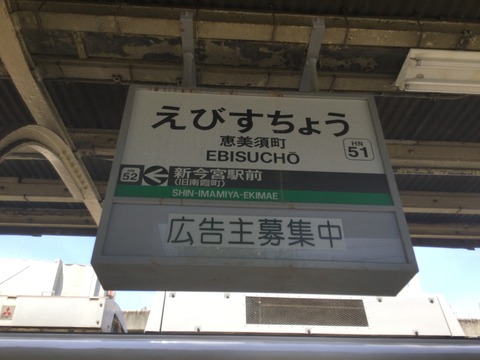 えびすちょう
恵美須町
EBISUCHŌ
HN
51
52
新今宮駅前
(旧南霞町)
SHIN-IMAMIYA-EKIMAE
広告主募集中